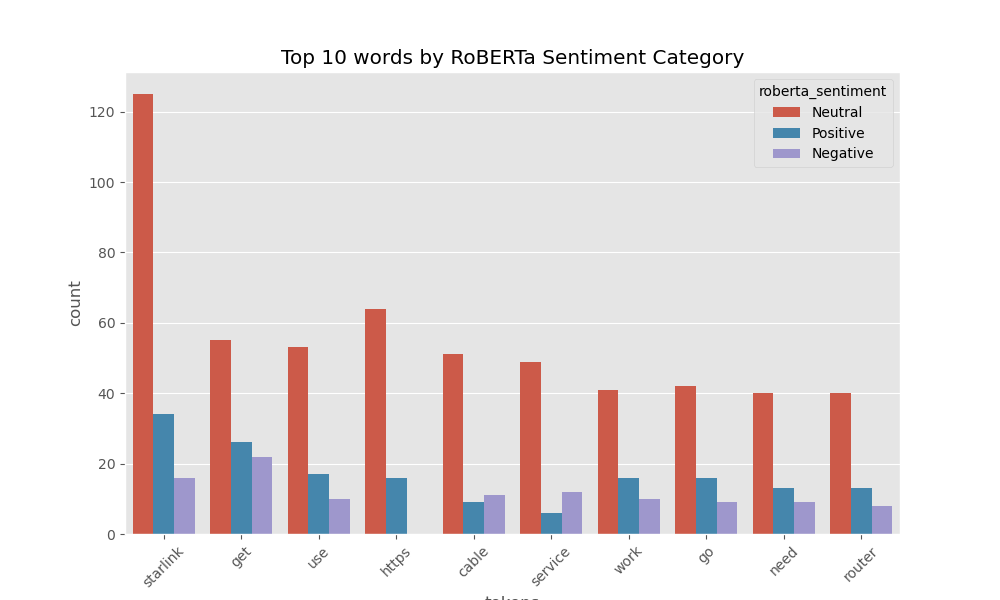 Top 10 words by RoBERTa Sentiment Category
roberta_sentiment
Neutral
Positive
Negative
count
120
100
80
60
40
20
0
starlink
get
use
https
cable
service
work
go
need
router
tokens